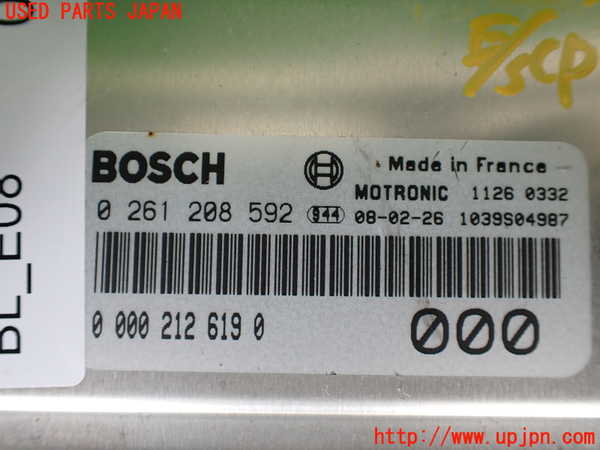 USED PARTS JAPAN
E/SCP
BL_E08
BOSCH
Made in France
MOTRONIC 1126 0332
0 261 208 592 944 08-02-26 1039S04987
0 000 212 619 0
000
http://www.upjpn.com/